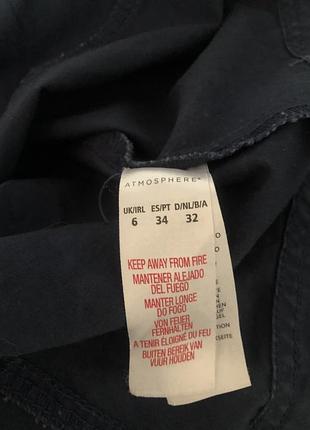 ATMOSPHERE®
UK/IRL ES/PT D/NL/B/A
6 34 32
KEEP AWAY FROM FIRE
MANTENER ALEJADO
DEL FUEGO
MANTER LONGE
DO FOGO
VON FEUER
FERNHALTEN
A TENIR ÉLOIGNÉ DU FEU
BUITEN BEREIK VAN
VUUR HOUDEN